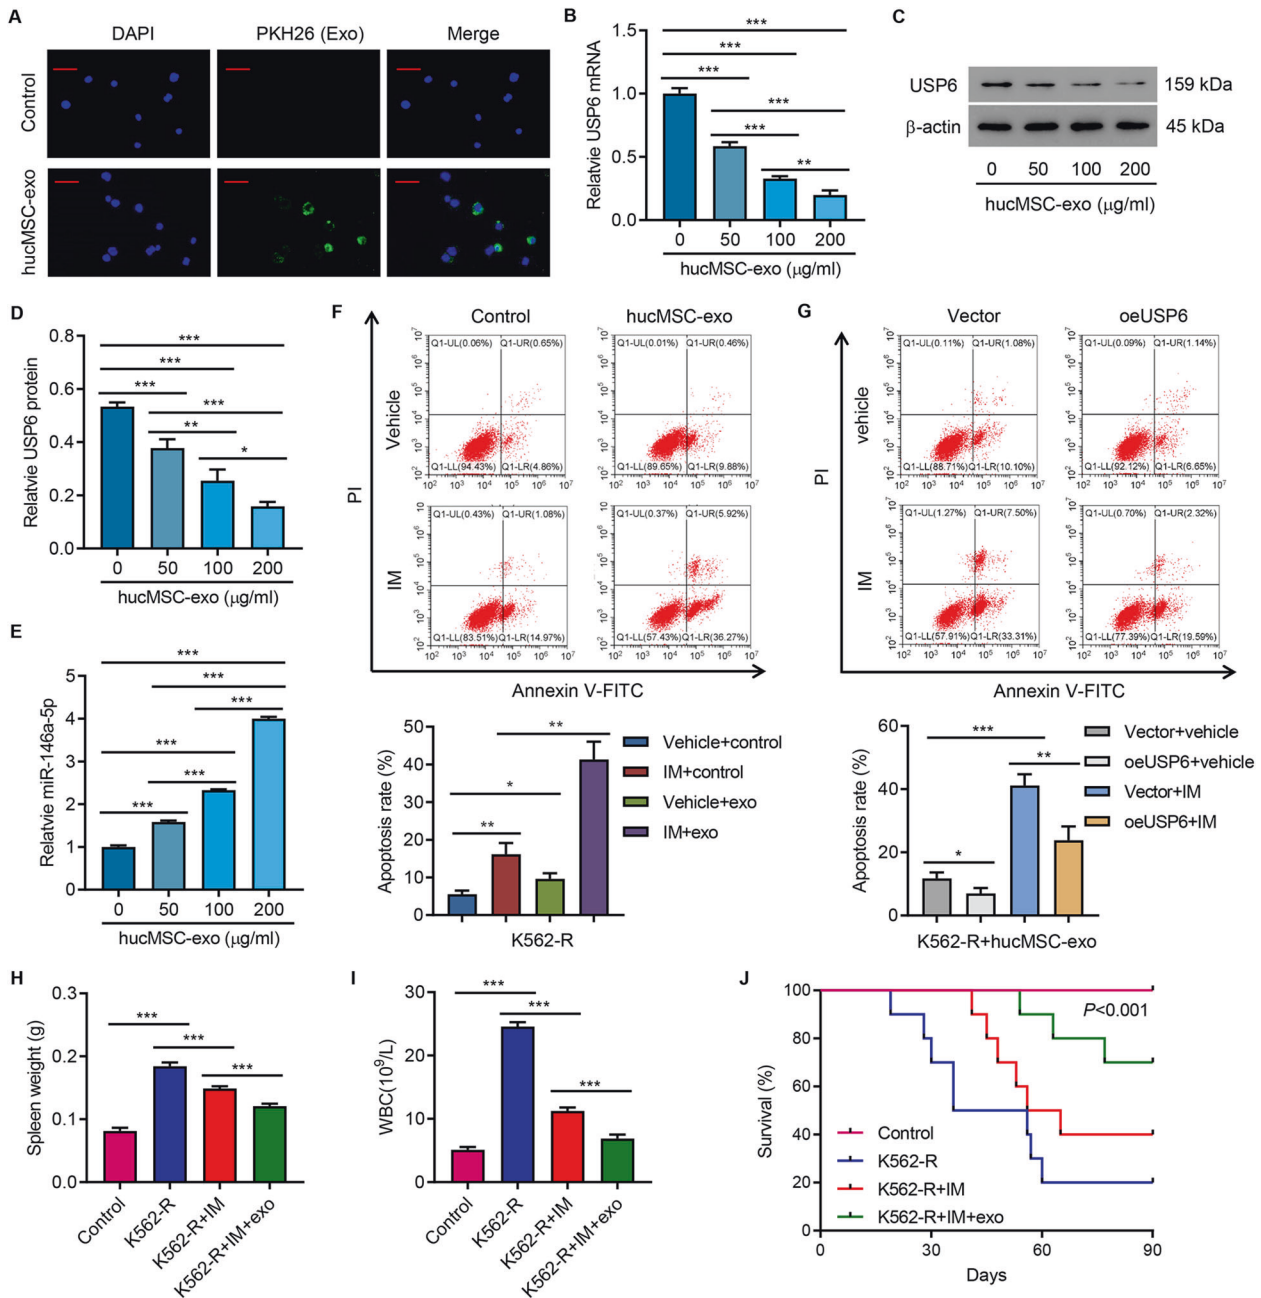 A
DAPI
PKH26 (Exo)
Merge
Control
hucMSC-exo
B
Relatvie USP6 mRNA
1.5
1.0
0.5
0.0
***
***
***
***
***
**
0 50 100 200
hucMSC-exo (μg/ml)
C
USP6
159 kDa
β-actin
45 kDa
0 50 100 200
hucMSC-exo (μg/ml)
D
Relatvie USP6 protein
0.8
0.6
0.4
0.2
0.0
***
***
***
***
**
*
0 50 100 200
hucMSC-exo (μg/ml)
E
Relatvie miR-146a-5p
5
4
3
2
1
0
***
***
***
***
***
***
0 50 100 200
hucMSC-exo (μg/ml)
F
Control
hucMSC-exo
Vehicle
IM
PI
Q1-UL(0.06%) Q1-UR(0.65%)
Q1-LL(94.43%) Q1-LR(4.86%)
Q1-UL(0.01%) Q1-UR(0.46%)
Q1-LL(89.65%) Q1-LR(9.88%)
Q1-UL(0.43%) Q1-UR(1.08%)
Q1-LL(83.51%) Q1-LR(14.97%)
Q1-UL(0.37%) Q1-UR(5.92%)
Q1-LL(57.43%) Q1-LR(36.27%)
10² 10³ 10⁴ 10⁵ 10⁶ 10⁷
Annexin V-FITC
Apoptosis rate (%)
50
40
30
20
10
0
**
*
**
K562-R
Vehicle+control
IM+control
Vehicle+exo
IM+exo
G
Vector
oeUSP6
vehicle
IM
PI
Q1-UL(0.11%) Q1-UR(1.08%)
Q1-LL(88.71%) Q1-LR(10.10%)
Q1-UL(0.09%) Q1-UR(1.14%)
Q1-LL(92.12%) Q1-LR(6.65%)
Q1-UL(1.27%) Q1-UR(7.50%)
Q1-LL(57.91%) Q1-LR(33.31%)
Q1-UL(0.70%) Q1-UR(2.32%)
Q1-LL(77.39%) Q1-LR(19.59%)
10² 10³ 10⁴ 10⁵ 10⁶ 10⁷
Annexin V-FITC
Apoptosis rate (%)
60
40
20
0
***
**
*
K562-R+hucMSC-exo
Vector+vehicle
oeUSP6+vehicle
Vector+IM
oeUSP6+IM
H
Spleen weight (g)
0.3
0.2
0.1
0.0
***
***
***
Control
K562-R
K562-R+IM
K562-R+IM+exo
I
WBC(10⁹/L)
30
20
10
0
***
***
***
Control
K562-R
K562-R+IM
K562-R+IM+exo
J
Survival (%)
100
80
60
40
20
0
P<0.001
Control
K562-R
K562-R+IM
K562-R+IM+exo
0 30 60 90
Days